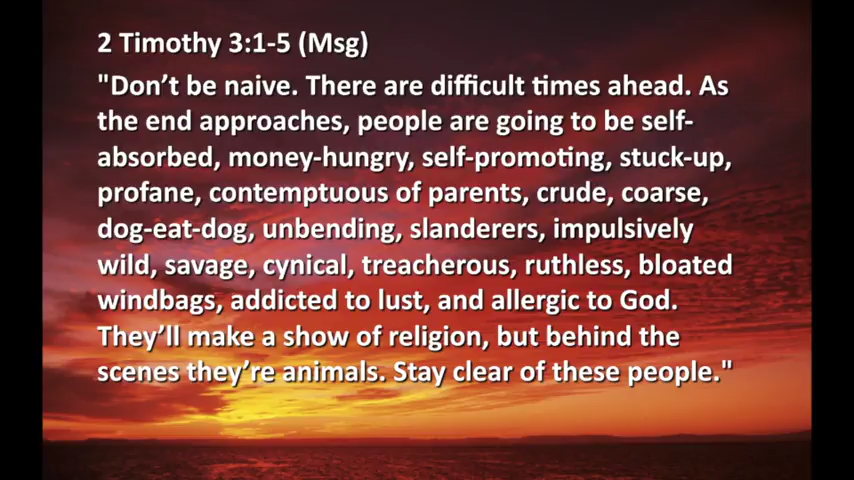 2 Timothy 3:1-5 (Msg)
"Don’t be naive. There are difficult times ahead. As
the end approaches, people are going to be self-
absorbed, money-hungry, self-promoting, stuck-up,
profane, contemptuous of parents, crude, coarse,
dog-eat-dog, unbending, slanderers, impulsively
wild, savage, cynical, treacherous, ruthless, bloated
windbags, addicted to lust, and allergic to God.
They’ll make a show of religion, but behind the
scenes they’re animals. Stay clear of these people."